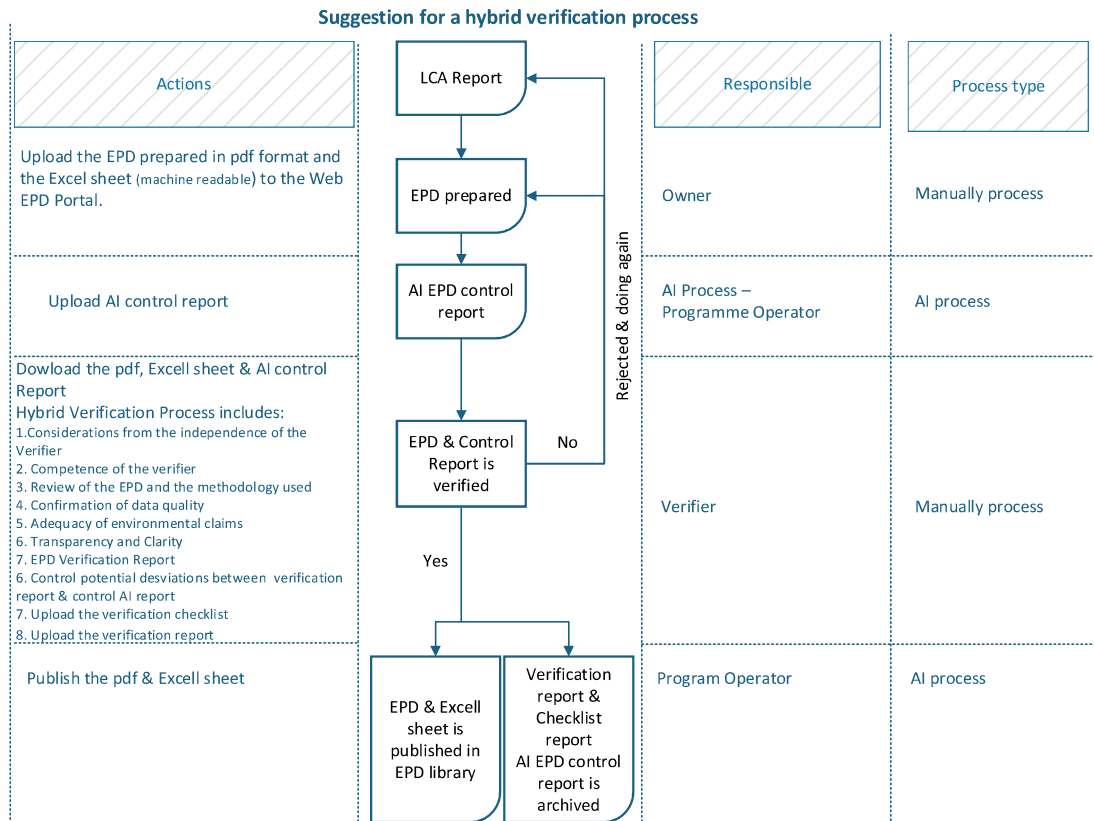 Suggestion for a hybrid verification process
Actions
LCA Report
Responsible
Process type
Upload the EPD prepared in pdf format and
the Excel sheet (machine readable) to the Web
EPD Portal.
EPD prepared
Owner
Manually process
Upload AI control report
AI EPD control
report
AI Process –
Programme Operator
AI process
Rejected & doing again
Dowload the pdf, Excell sheet & AI control
Report
Hybrid Verification Process includes:
1.Considerations from the independence of the
Verifier
2. Competence of the verifier
3. Review of the EPD and the methodology used
4. Confirmation of data quality
5. Adequacy of environmental claims
6. Transparency and Clarity
7. EPD Verification Report
6. Control potential desviations between verification
report & control AI report
7. Upload the verification checklist
8. Upload the verification report
EPD & Control
Report is
verified
No
Yes
Verifier
Manually process
Publish the pdf & Excell sheet
EPD & Excell
sheet is
published in
EPD library
Verification
report &
Checklist
report
AI EPD control
report is
archived
Program Operator
AI process